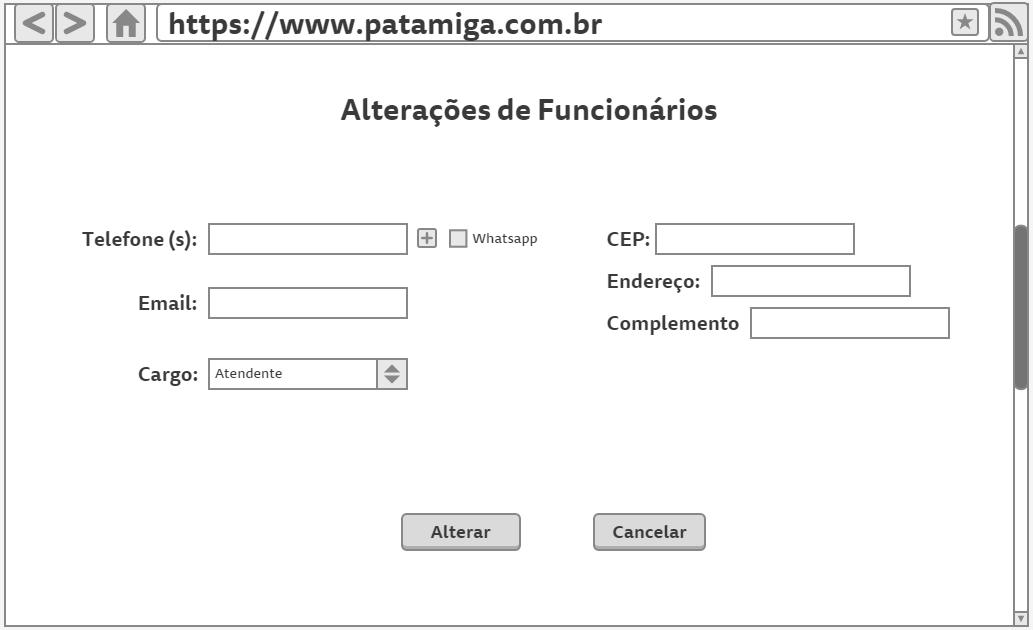 https://www.patamiga.com.br
Alterações de Funcionários
Telefone (s):
Whatsapp
Email:
Cargo:
Atendente
CEP:
Endereço:
Complemento
Alterar
Cancelar